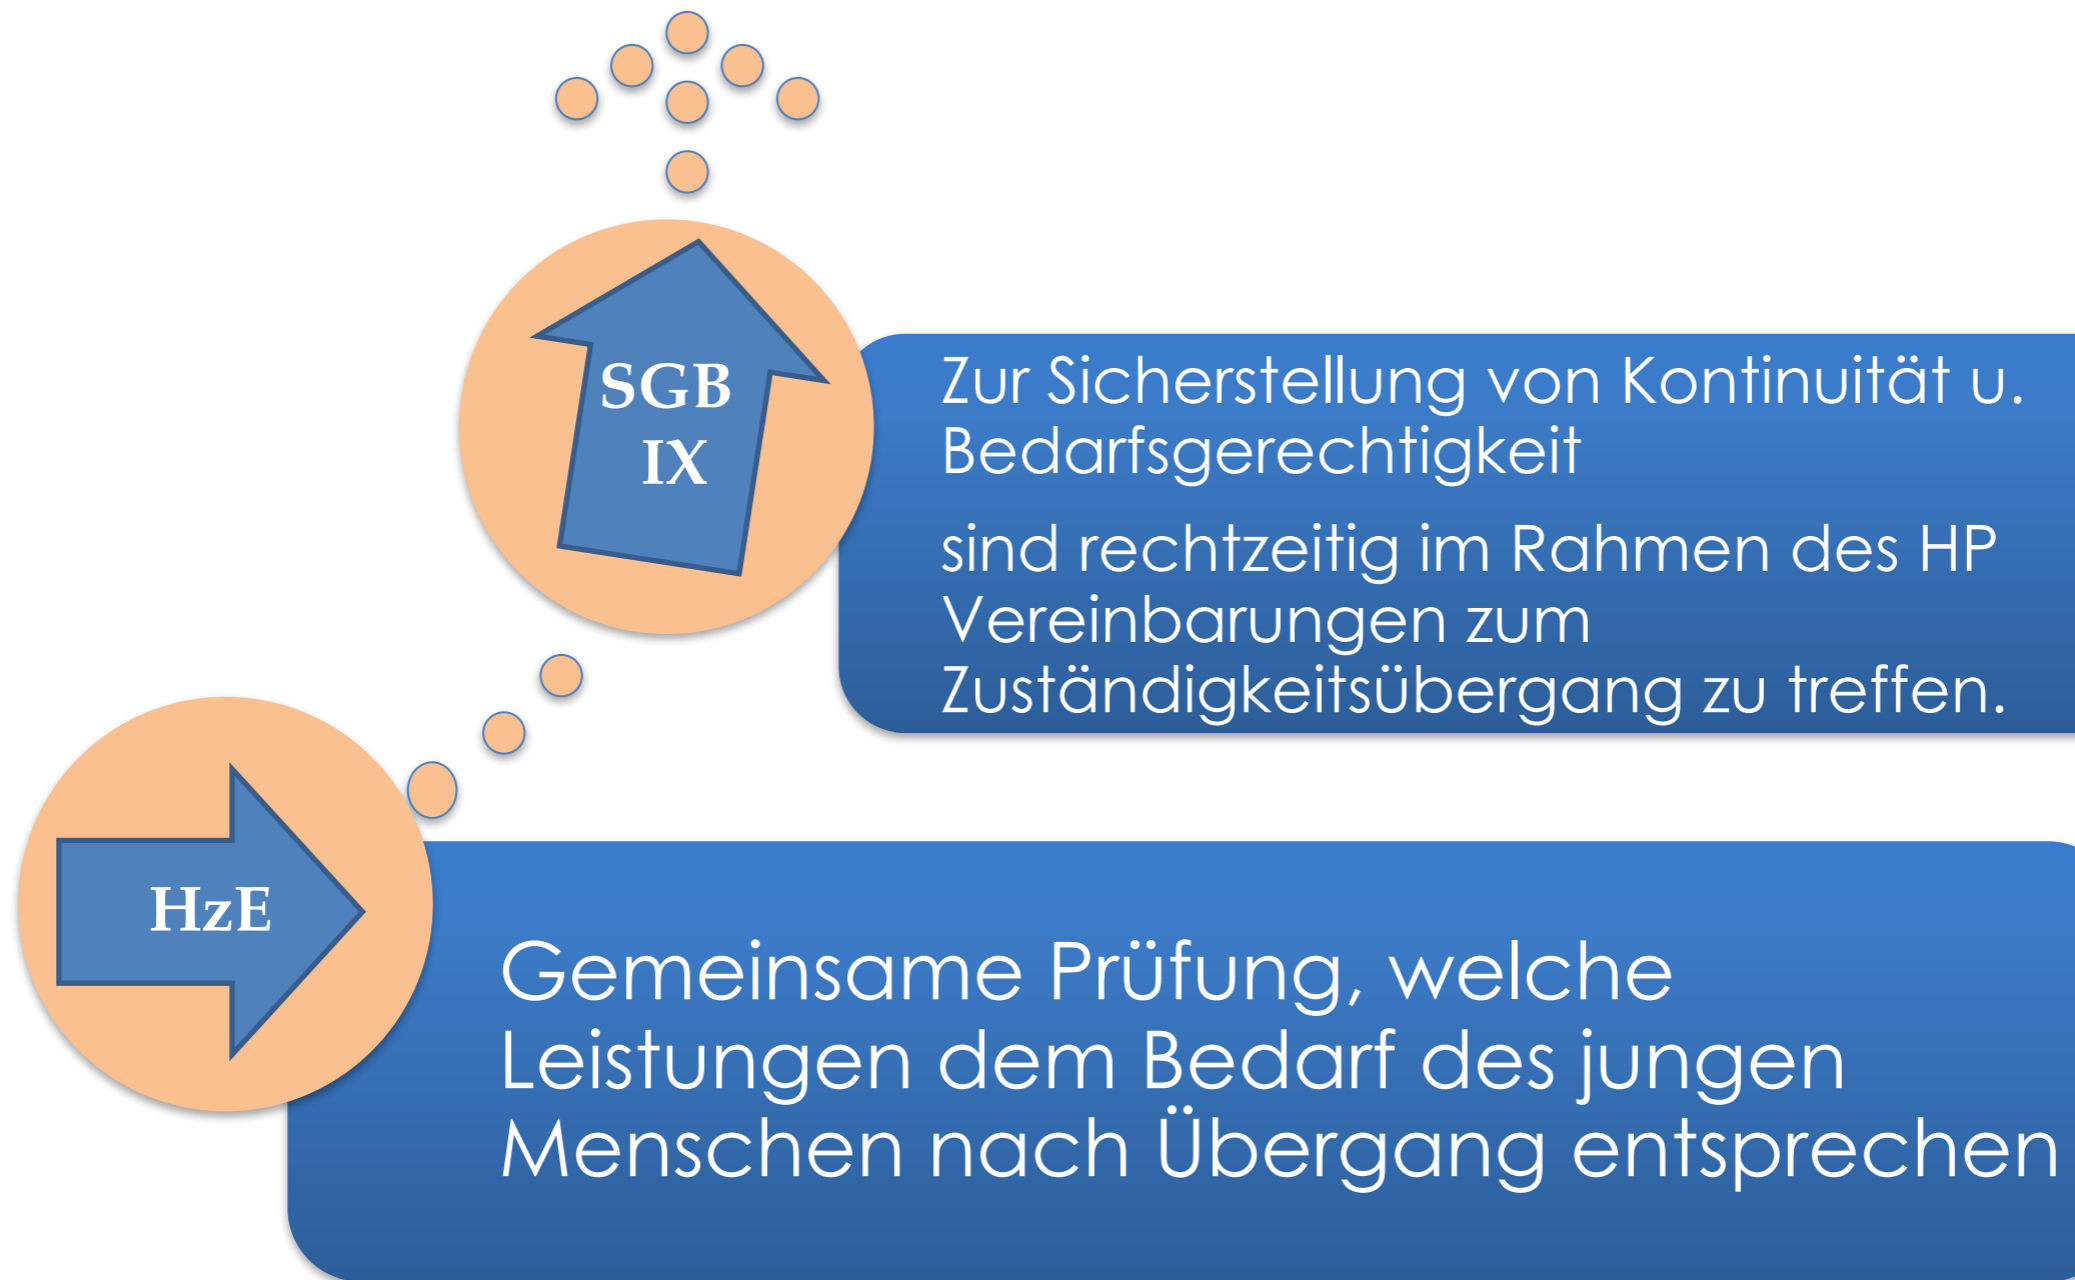 SGB
IX
Zur Sicherstellung von Kontinuität u.
Bedarfsgerechtigkeit
sind rechtzeitig im Rahmen des HP
Vereinbarungen zum
Zuständigkeitsübergang zu treffen.
HzE
Gemeinsame Prüfung, welche
Leistungen dem Bedarf des jungen
Menschen nach Übergang entsprechen